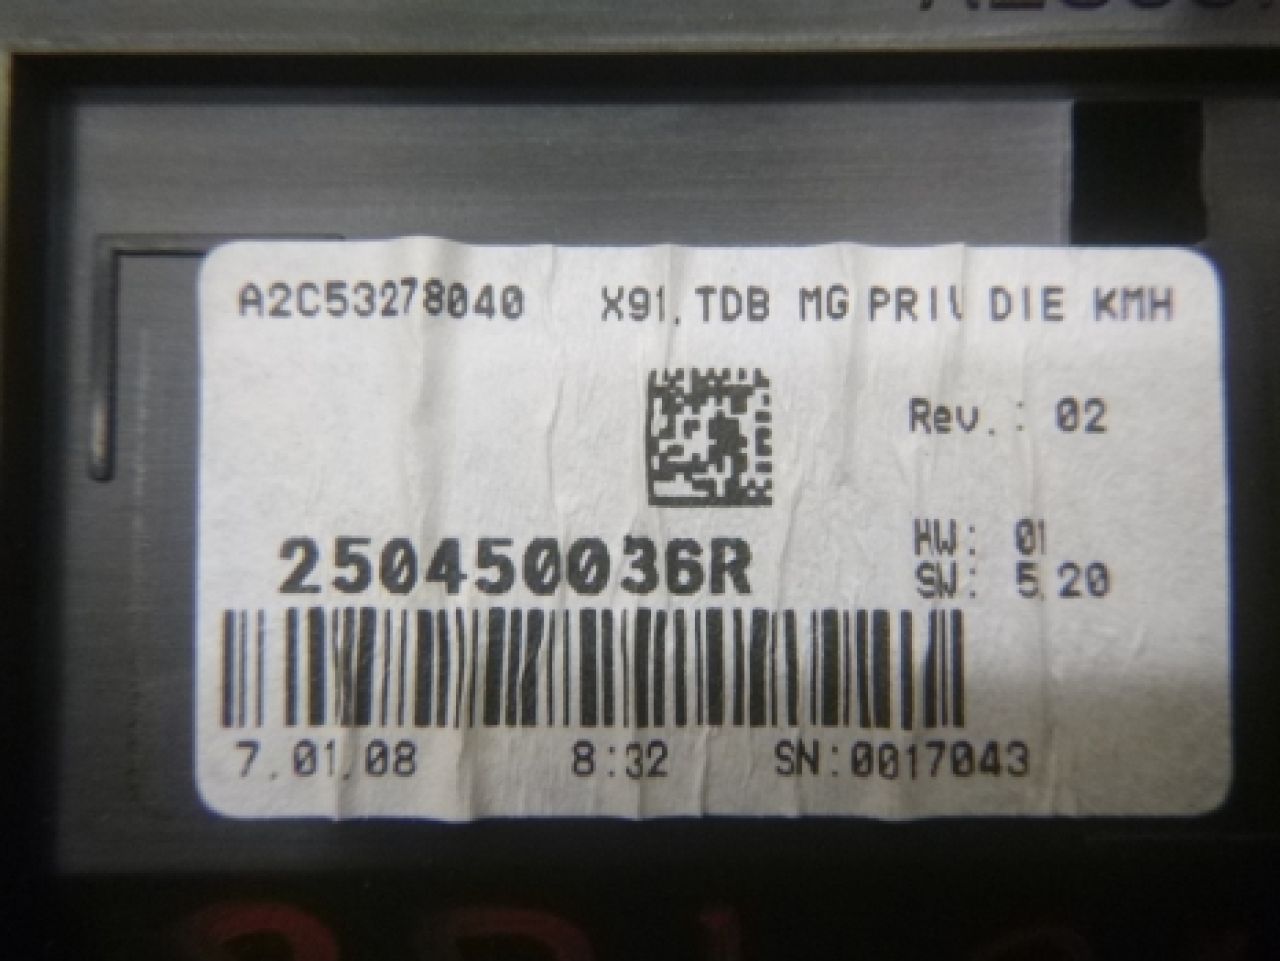 A2C53278040 X91.TDB MG PRIV DIE KMH
Rev.: 02
HW: 01
250450036R
SW: 5.20
7.01.08 8:32 SN:0017043